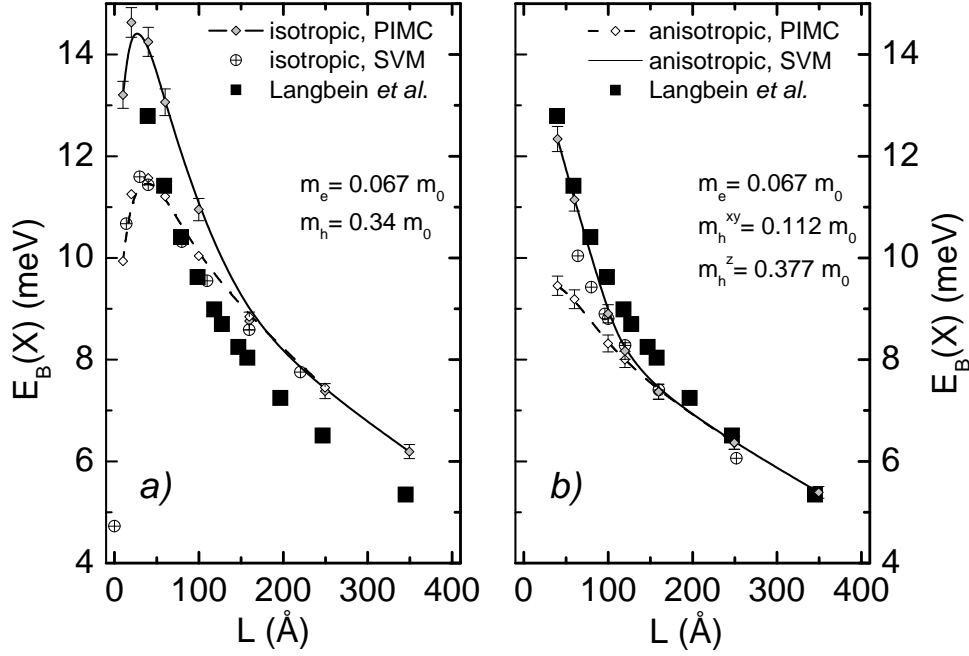 14
12
10
8
6
4
E_B(X) (meV)
isotropic, PIMC
isotropic, SVM
Langbein et al.
m_e= 0.067 m_0
m_h= 0.34 m_0
a)
0 100 200 300 400
L (Å)
anisotropic, PIMC
anisotropic, SVM
Langbein et al.
m_e= 0.067 m_0
m_h^xy= 0.112 m_0
m_h^z= 0.377 m_0
b)
0 100 200 300 400
L (Å)
14
12
10
8
6
4
E_B(X) (meV)